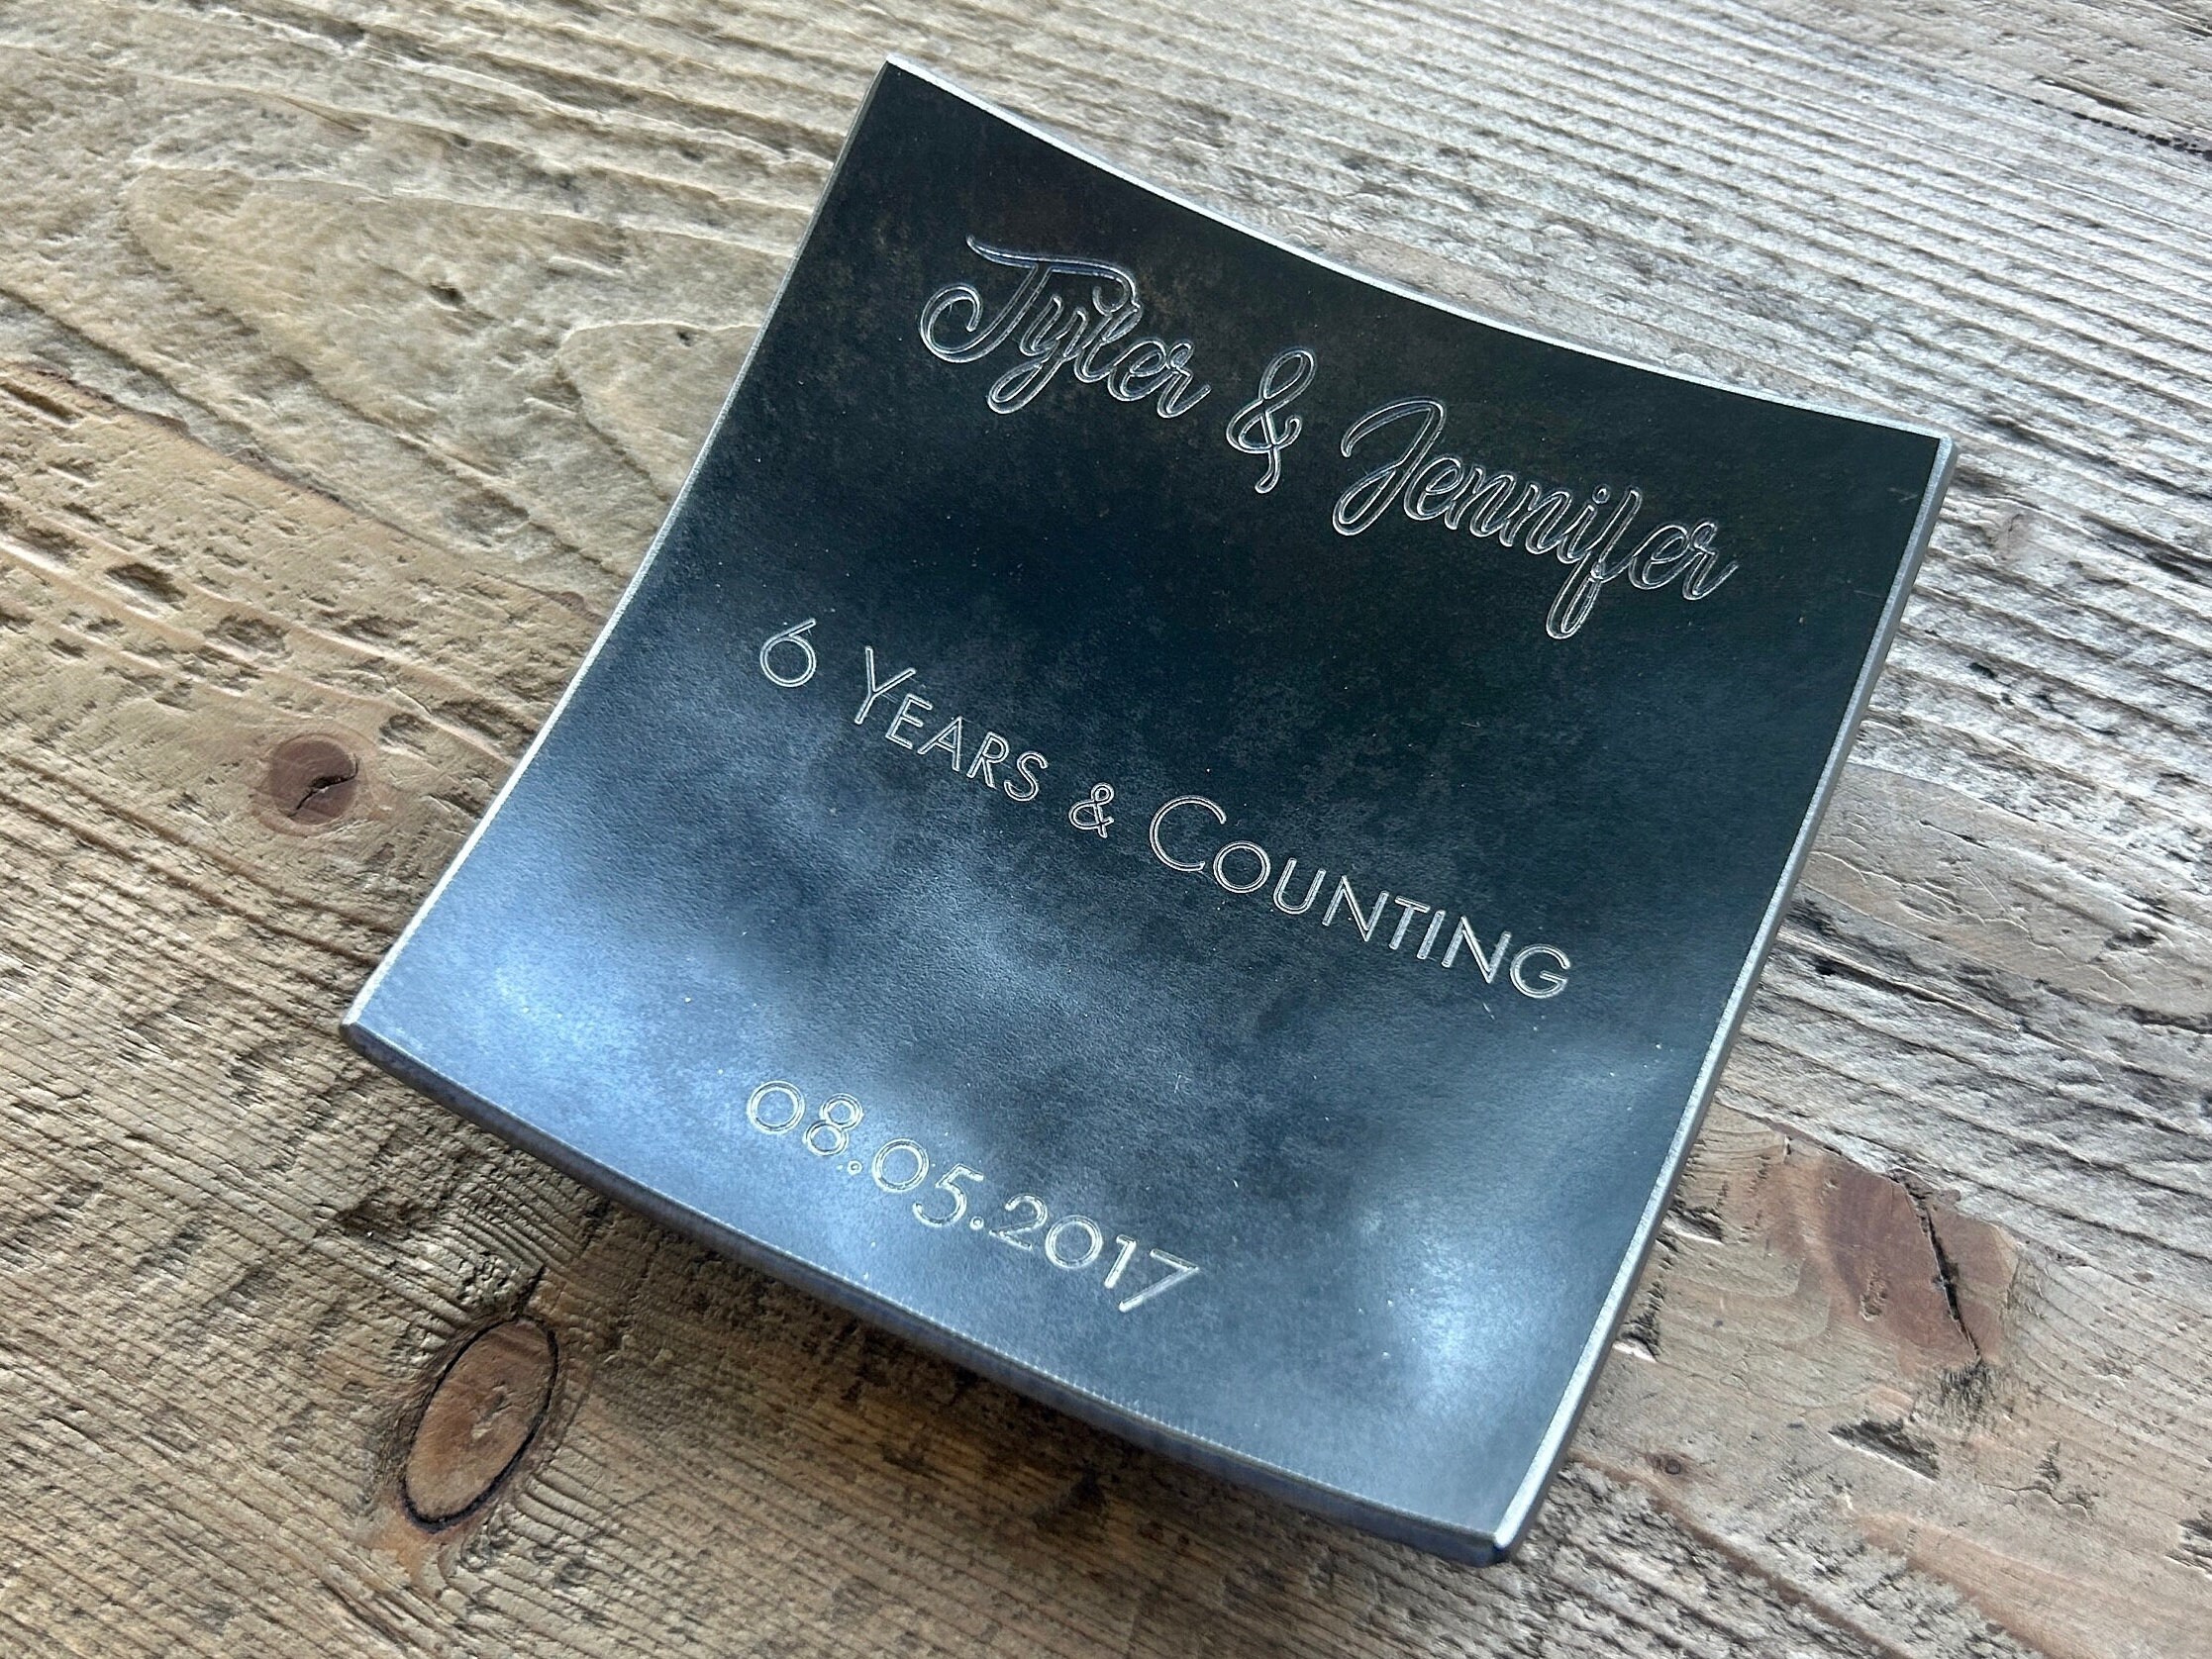 Tyler & Jennifer
6 Years & Counting
08.05.2017